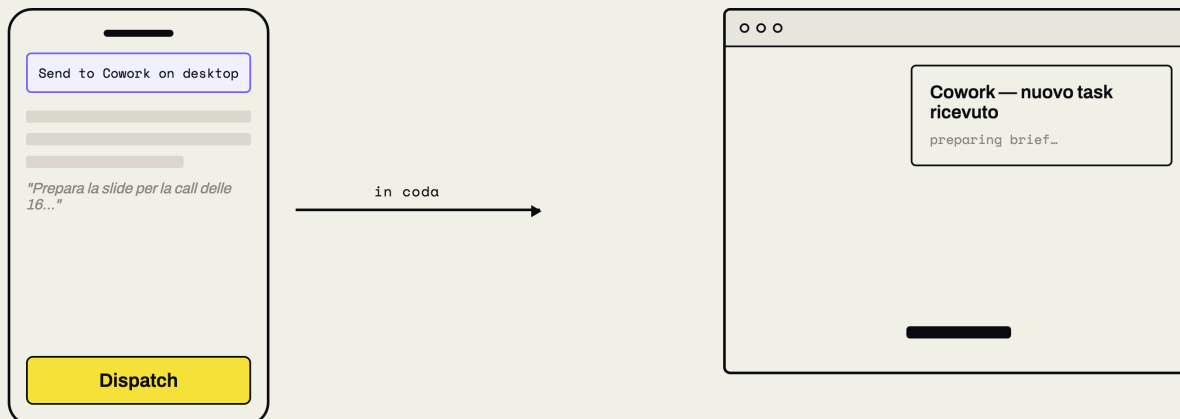 Send to Cowork on desktop
"Prepara la slide per la call delle
16..."
Dispatch
in coda
Cowork — nuovo task
ricevuto
preparing brief…